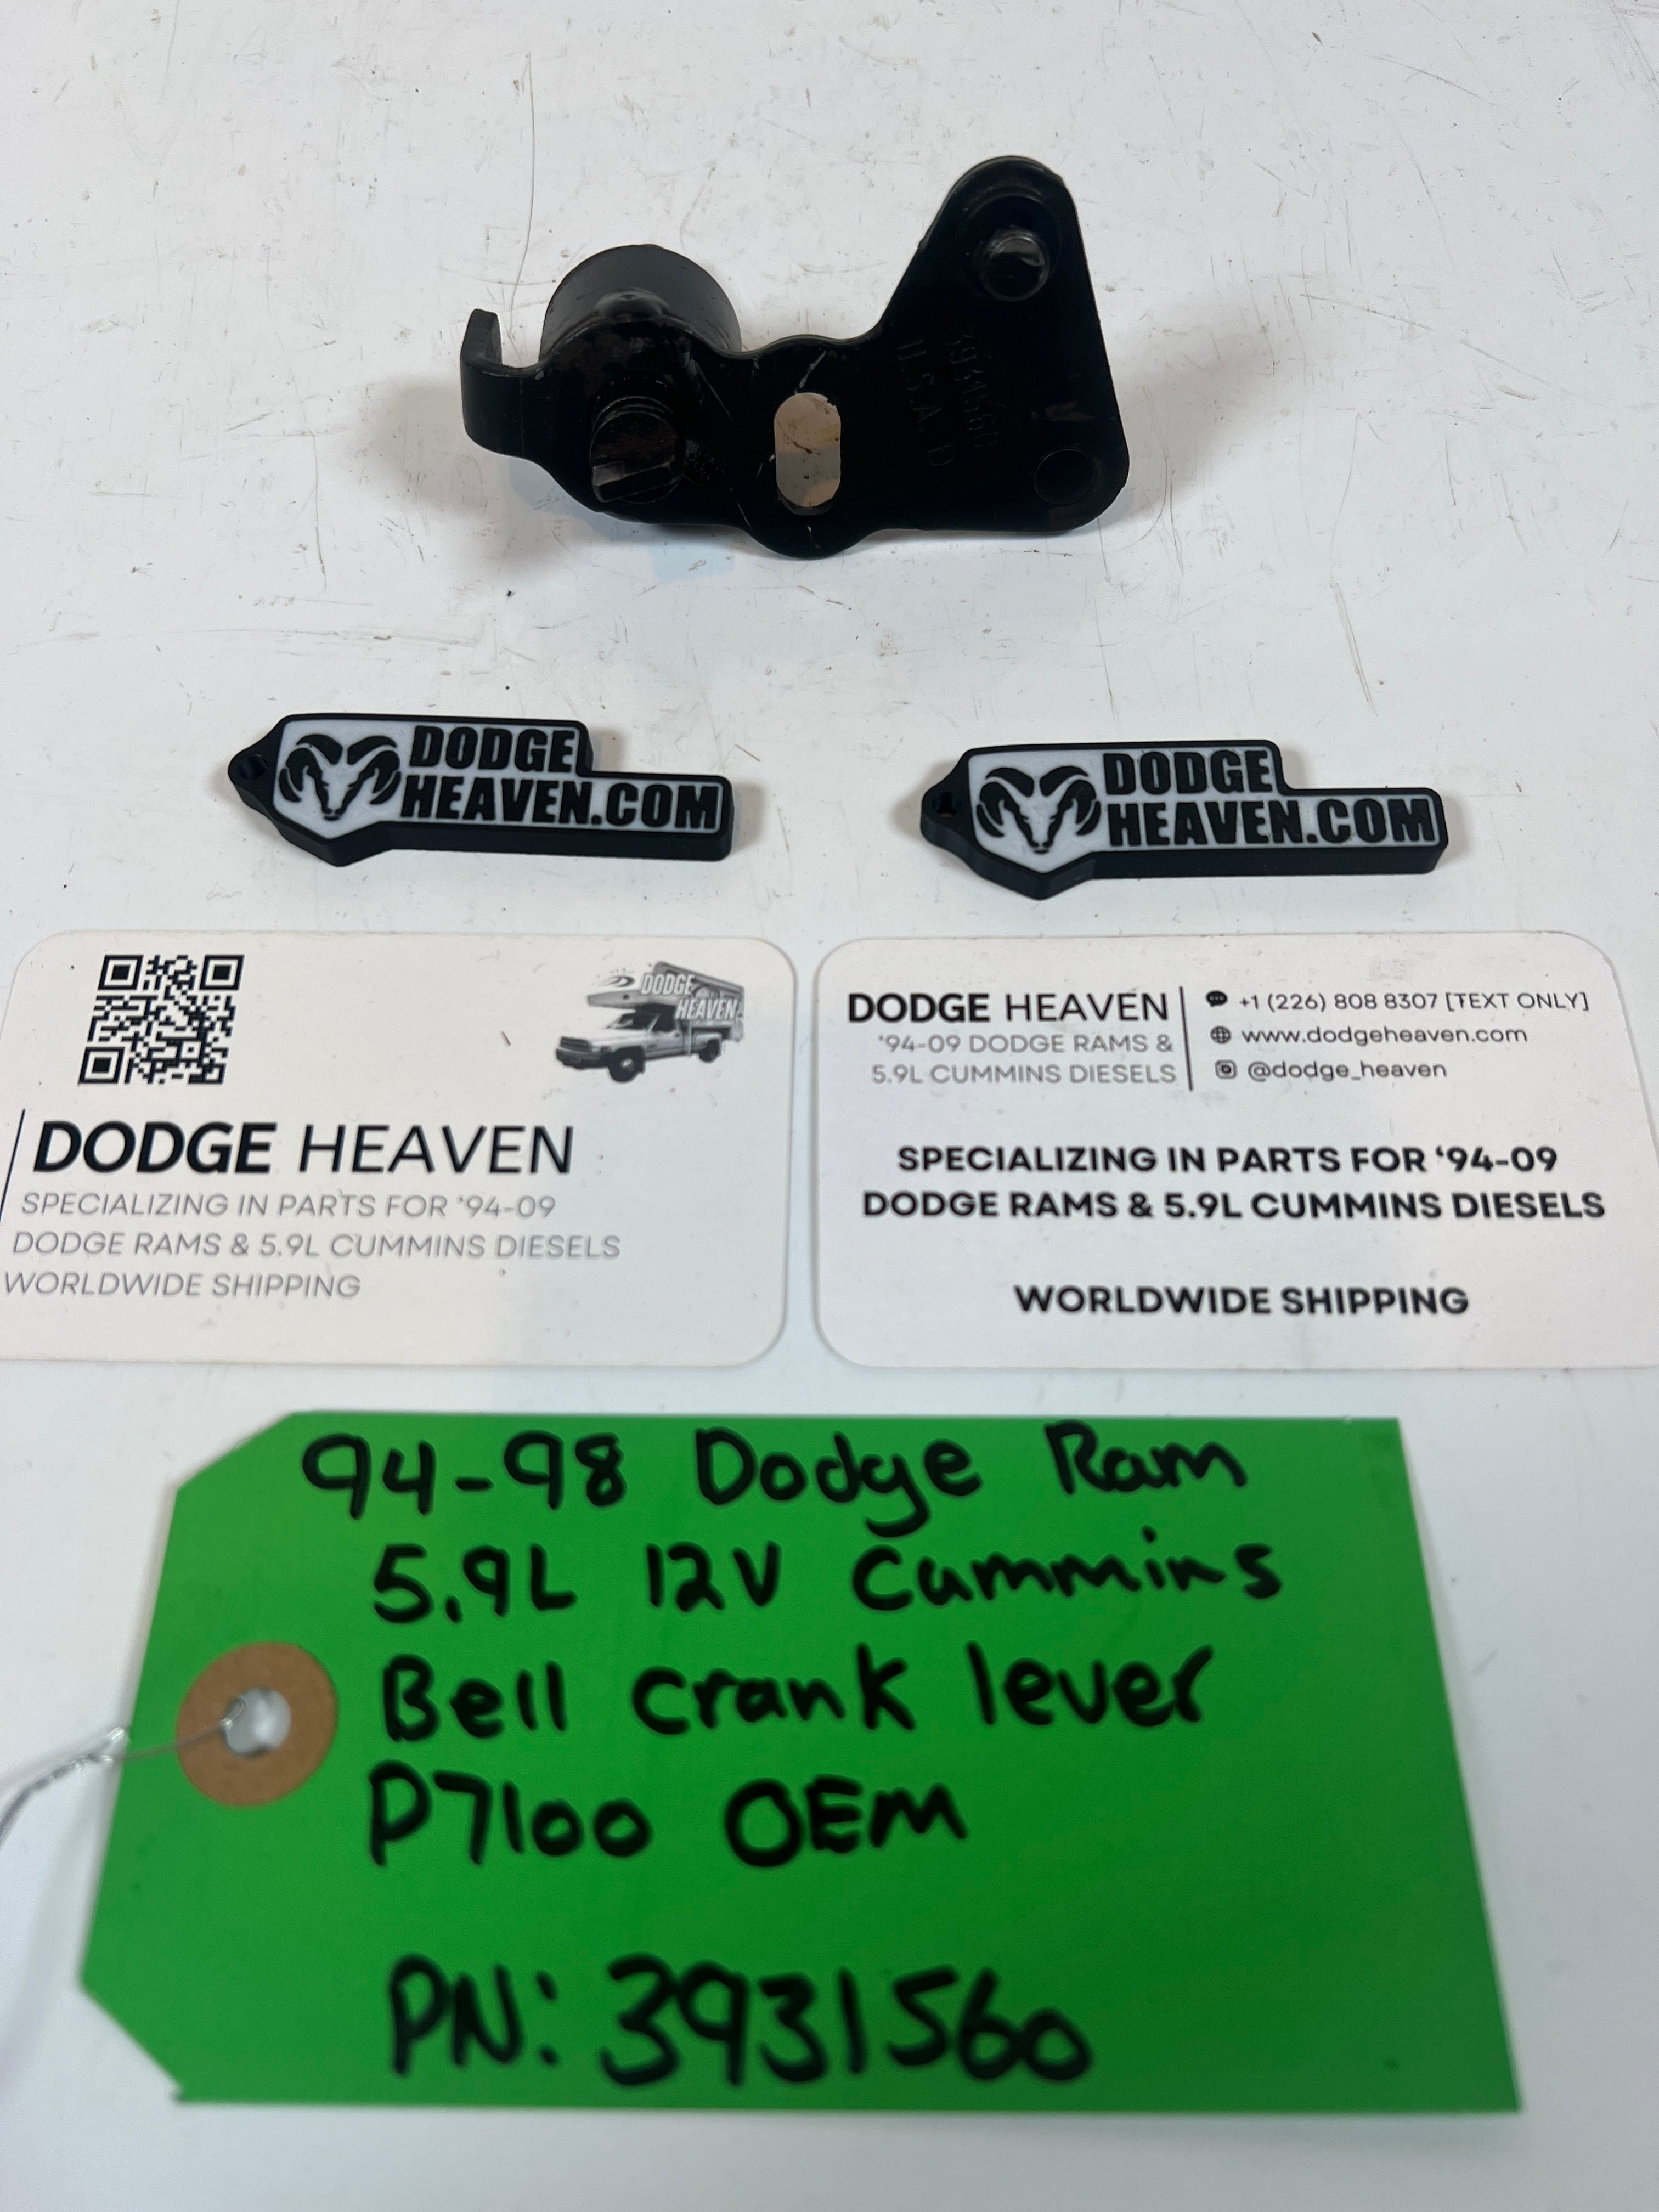 3931560
U.S.A. D
DODGE
HEAVEN.COM
DODGE
HEAVEN.COM
DODGE
HEAVEN
DODGE HEAVEN
SPECIALIZING IN PARTS FOR '94-09
DODGE RAMS & 5.9L CUMMINS DIESELS
WORLDWIDE SHIPPING
DODGE HEAVEN
'94-09 DODGE RAMS &
5.9L CUMMINS DIESELS
+1 (226) 808 8307 [TEXT ONLY]
www.dodgeheaven.com
@dodge_heaven
SPECIALIZING IN PARTS FOR '94-09
DODGE RAMS & 5.9L CUMMINS DIESELS
WORLDWIDE SHIPPING
94-98 Dodge Ram
5.9L 12V Cummins
Bell crank lever
P7100 OEM
PN: 3931560